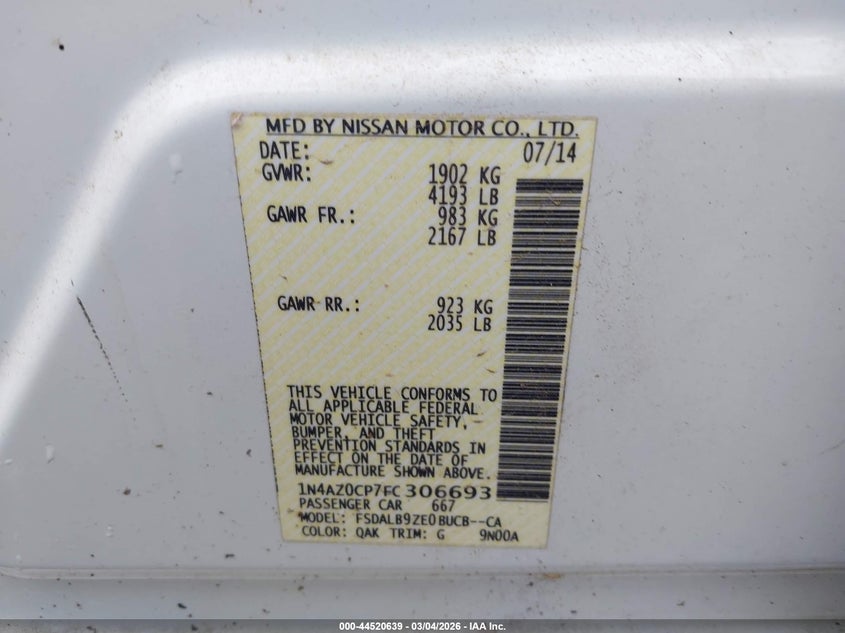 MFD BY NISSAN MOTOR CO., LTD.
DATE: 07/14
GVWR: 1902 KG
4193 LB
GAWR FR.: 983 KG
2167 LB
GAWR RR.: 923 KG
2035 LB
THIS VEHICLE CONFORMS TO
ALL APPLICABLE FEDERAL
MOTOR VEHICLE SAFETY,
BUMPER, AND THEFT
PREVENTION STANDARDS IN
EFFECT ON THE DATE OF
MANUFACTURE SHOWN ABOVE.
1N4AZ0CP7FC306693
PASSENGER CAR 667
MODEL: FSDALB9ZE0BUCB--CA
COLOR: QAK TRIM: G 9N00A
000-44520639 - 03/04/2026 - IAA Inc.